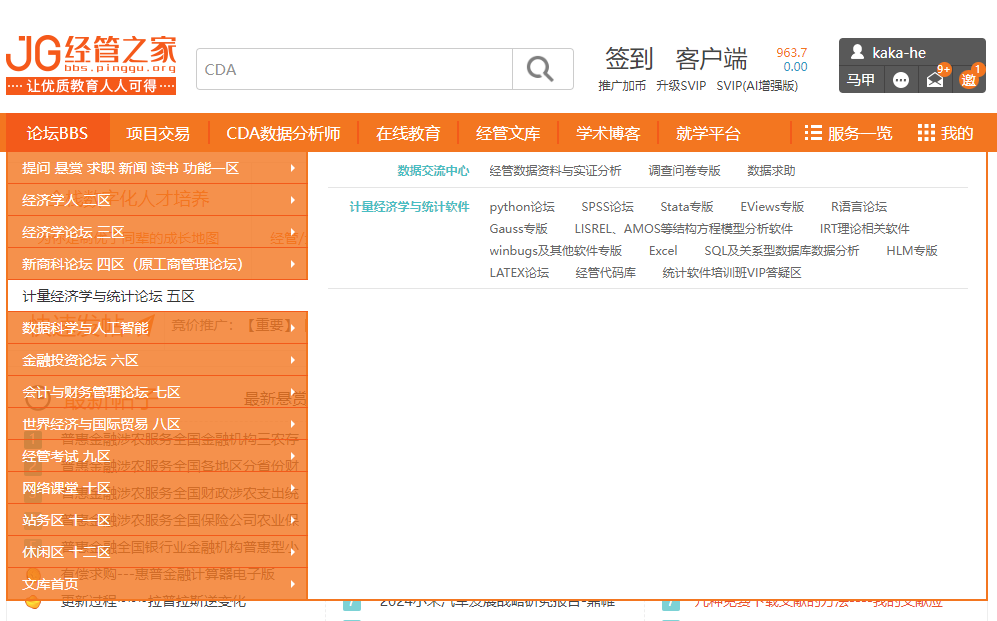 JG 经管之家
bbs.pinggu.org
让优质教育人人可得
CDA
签到 客户端 963.7
0.00
推广加币 升级SVIP SVIP(AI增强版)
kaka-he
马甲 9+ 邀 1
论坛BBS 项目交易 CDA数据分析师 在线教育 经管文库 学术博客 就学平台 服务一览 我的
提问 悬赏 求职 新闻 读书 功能一区
经济学人 二区
经济学论坛 三区
新商科论坛 四区（原工商管理论坛）
计量经济学与统计论坛 五区
数据科学与人工智能
金融投资论坛 六区
会计与财务管理论坛 七区
世界经济与国际贸易 八区
经管考试 九区
网络课堂 十区
站务区 十一区
休闲区 十二区
文库首页
数据交流中心 经管数据资料与实证分析 调查问卷专版 数据求助
计量经济学与统计软件 python论坛 SPSS论坛 Stata专版 EViews专版 R语言论坛
Gauss专版 LISREL、AMOS等结构方程模型分析软件 IRT理论相关软件
winbugs及其他软件专版 Excel SQL及关系型数据库数据分析 HLM专版
LATEX论坛 经管代码库 统计软件培训班VIP答疑区
数字化人才培养
同辈的成长地图 经管/
快速发帖 竞价推广： 【重要】
最新帖子 最新悬赏
普惠金融涉农服务全国金融机构三农存
普惠金融涉农服务全国各地区分省份财
普惠金融涉农服务全国财政涉农支出统
普惠金融涉农服务全国保险公司农业保
普惠金融全国银行业金融机构普惠型小
有偿求购---惠普金融计算器电子版
更新过程----拉普拉斯逆变化
7 2024小米汽车发展战略研究报告-鼎帷
7 几种免费下载文献的方法----我的文献应